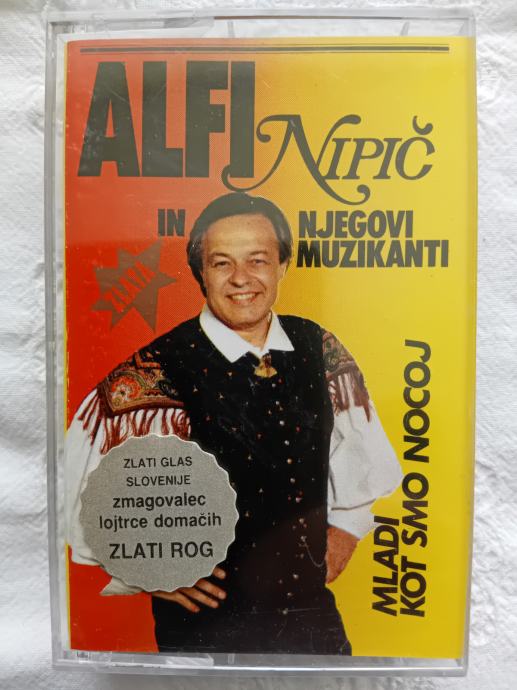 ALFI NIPIČ
IN NJEGOVI
MUZIKANTI
ZLATA
MLADI
KOT SMO NOCOJ
ZLATI GLAS
SLOVENIJE
zmagovalec
lojtrce domačih
ZLATI ROG